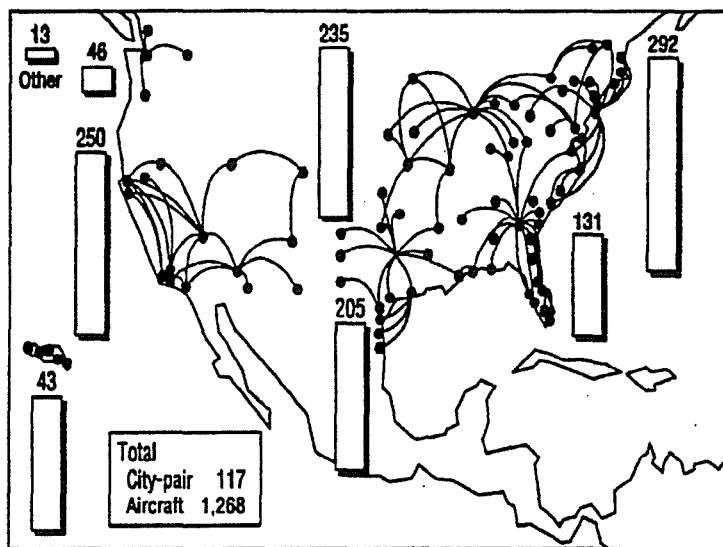 13
Other
46
235
292
250
131
205
43
Total
City-pair 117
Aircraft 1,268